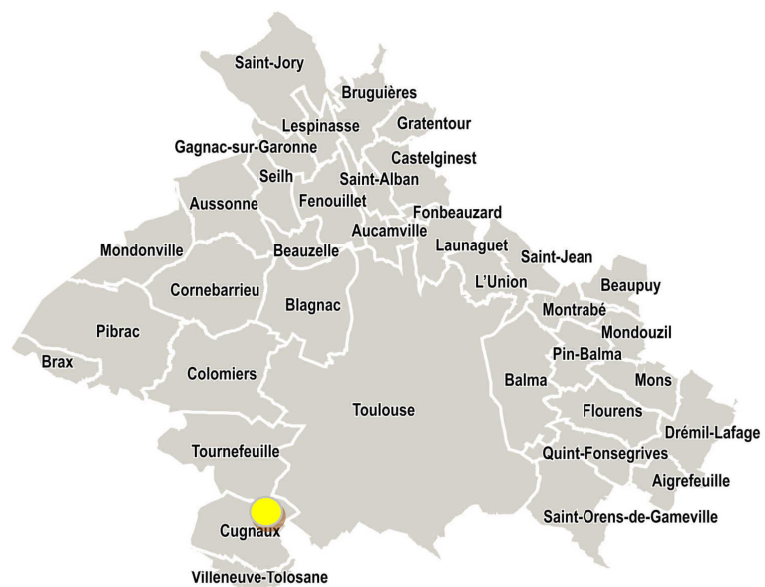 Saint-Jory
Bruguières
Lespinasse
Gratentour
Gagnac-sur-Garonne
Castelginest
Seilh
Saint-Alban
Aussonne
Fenouillet
Fonbeauzard
Aucamville
Launaguet
Mondonville
Beauzelle
Saint-Jean
L'Union
Beaupuy
Cornebarrieu
Blagnac
Montrabé
Pibrac
Mondouzil
Pin-Balma
Brax
Colomiers
Balma
Mons
Toulouse
Flourens
Drémil-Lafage
Tournefeuille
Quint-Fonsegrives
Aigrefeuille
Saint-Orens-de-Gameville
Cugnaux
Villeneuve-Tolosane